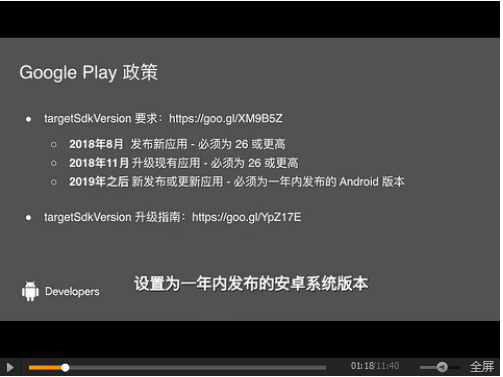 Google Play 政策
targetSdkVersion 要求：https://goo.gl/XM9B5Z
2018年8月 发布新应用 - 必须为 26 或更高
2018年11月 升级现有应用 - 必须为 26 或更高
2019年之后 新发布或更新应用 - 必须为一年内发布的 Android 版本
targetSdkVersion 升级指南：https://goo.gl/YpZ17E
Developers
设置为一年内发布的安卓系统版本
01:18/11:40
全屏